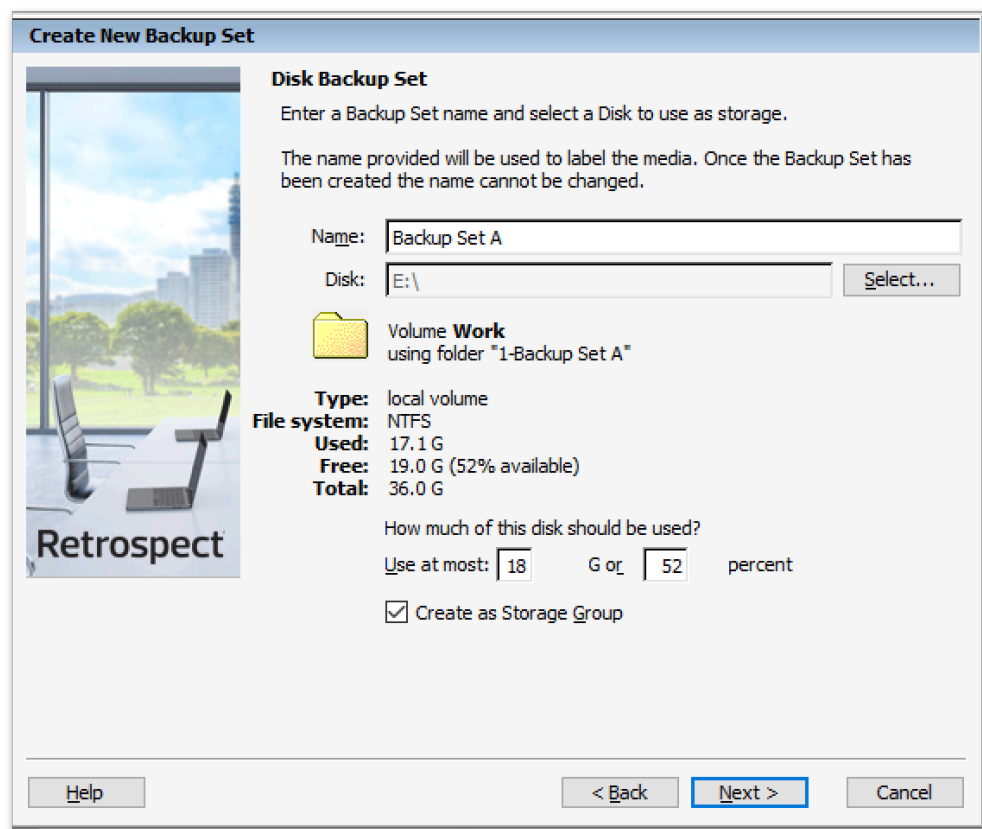 Create New Backup Set
Disk Backup Set
Enter a Backup Set name and select a Disk to use as storage.
The name provided will be used to label the media. Once the Backup Set has
been created the name cannot be changed.
Name: Backup Set A
Disk: E:\ Select...
Volume Work
using folder "1-Backup Set A"
Type: local volume
File system: NTFS
Used: 17.1 G
Free: 19.0 G (52% available)
Total: 36.0 G
How much of this disk should be used?
Use at most: 18 G or 52 percent
Create as Storage Group
Retrospect
Help < Back Next > Cancel